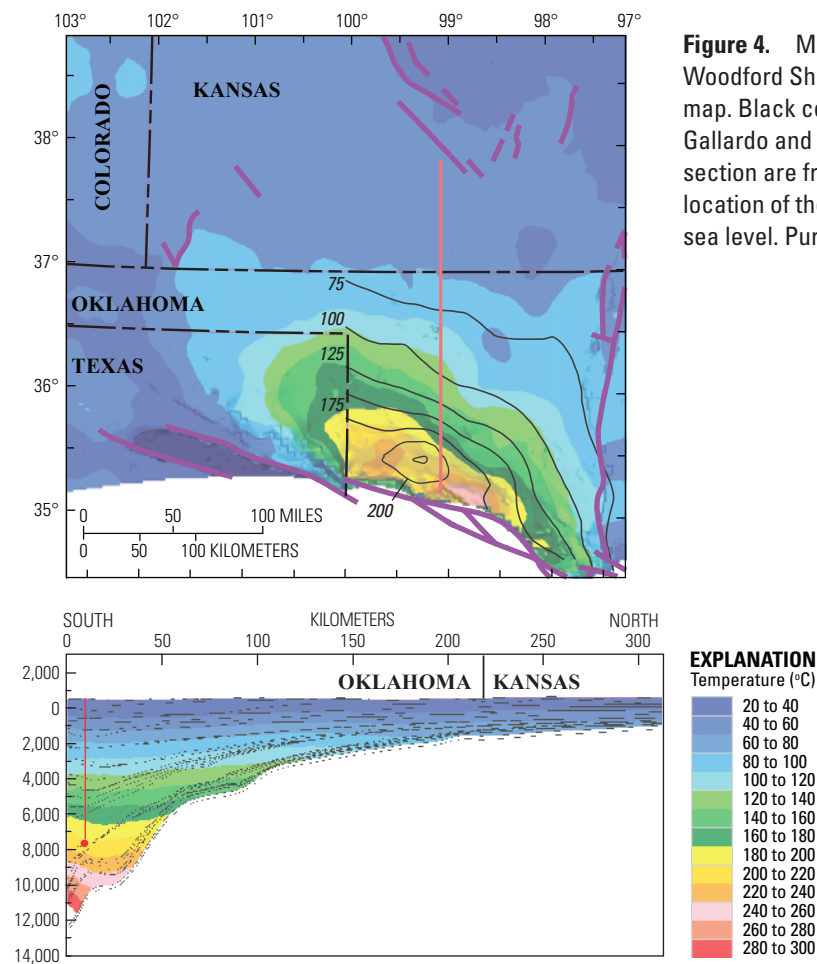 103° 102° 101° 100° 99° 98° 97°
Figure 4. M
Woodford Sh
map. Black co
Gallardo and
section are fr
location of the
sea level. Pur
COLORADO
KANSAS
38°
37°
75
OKLAHOMA
100
TEXAS
125
36°
175
35°
200
0 50 100 MILES
0 50 100 KILOMETERS
SOUTH KILOMETERS NORTH
0 50 100 150 200 250 300
2,000
OKLAHOMA KANSAS
0
2,000
4,000
6,000
8,000
10,000
12,000
14,000
EXPLANATION
Temperature (°C)
20 to 40
40 to 60
60 to 80
80 to 100
100 to 120
120 to 140
140 to 160
160 to 180
180 to 200
200 to 220
220 to 240
240 to 260
260 to 280
280 to 300